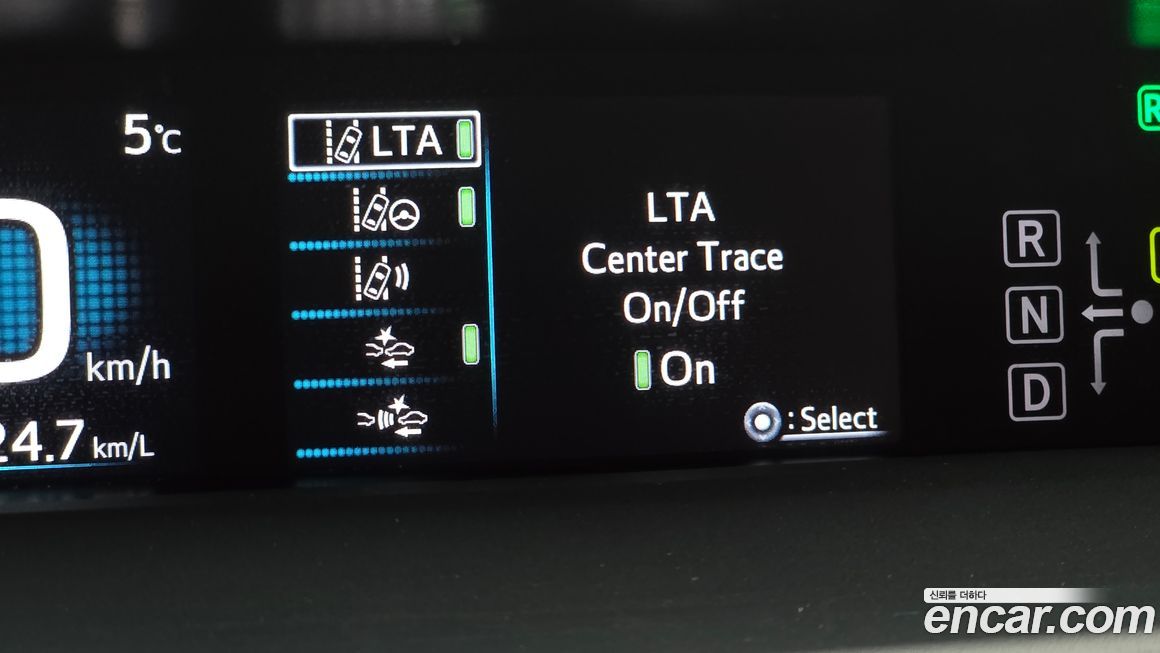 5°C
km/h
24.7 km/L
LTA
LTA
Center Trace
On/Off
On
: Select
R
R
N
D
신뢰를 더하다
encar.com